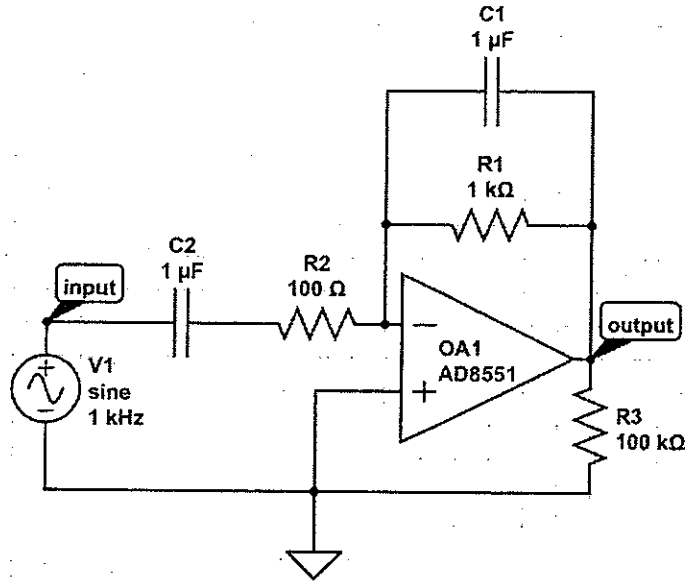 C1
1 µF
R1
1 kΩ
C2
1 µF
R2
100 Ω
input
output
V1
sine
1 kHz
OA1
AD8551
R3
100 kΩ